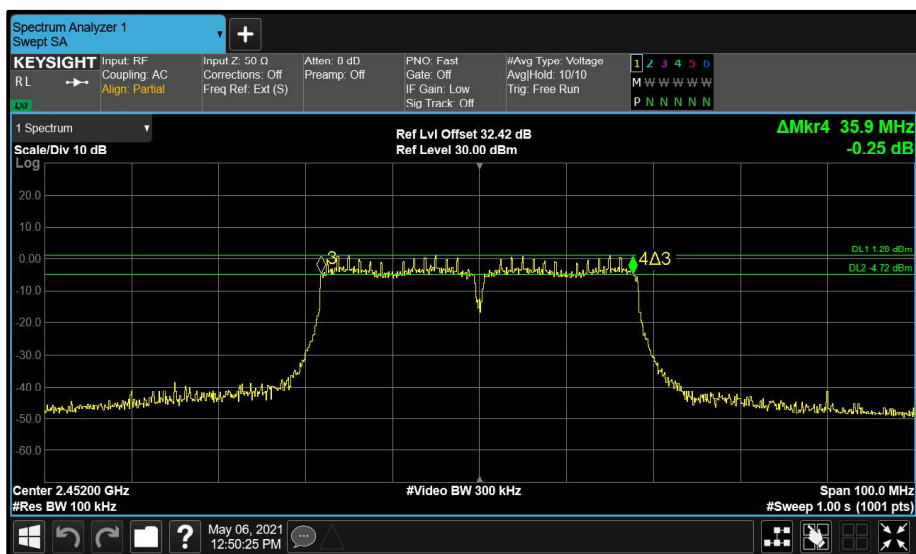 Spectrum Analyzer 1
Swept SA
KEYSIGHT
RL
LXI
Input: RF
Coupling: AC
Align: Partial
Input Z: 50 Ω
Corrections: Off
Freq Ref: Ext (S)
Atten: 0 dB
Preamp: Off
PNO: Fast
Gate: Off
IF Gain: Low
Sig Track: Off
#Avg Type: Voltage
Avg|Hold: 10/10
Trig: Free Run
1 2 3 4 5 6
M W W W W W
P N N N N N
1 Spectrum
Scale/Div 10 dB
Log
Ref Lvl Offset 32.42 dB
Ref Level 30.00 dBm
ΔMkr4 35.9 MHz
-0.25 dB
20.0
10.0
0.00
-10.0
-20.0
-30.0
-40.0
-50.0
-60.0
3
4Δ3
DL1 1.28 dBm
DL2 -4.72 dBm
Center 2.45200 GHz
#Video BW 300 kHz
Span 100.0 MHz
#Res BW 100 kHz
#Sweep 1.00 s (1001 pts)
May 06, 2021
12:50:25 PM